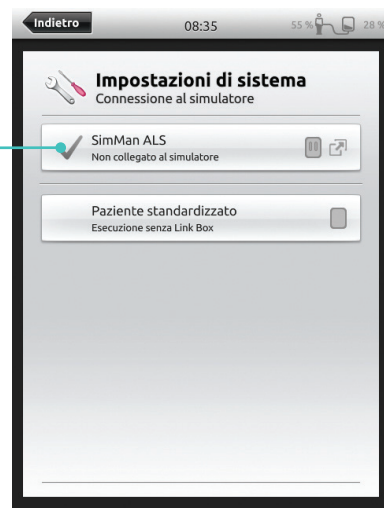 Indietro
08:35
55 %
28 %
Impostazioni di sistema
Connessione al simulatore
SimMan ALS
Non collegato al simulatore
Paziente standardizzato
Esecuzione senza Link Box